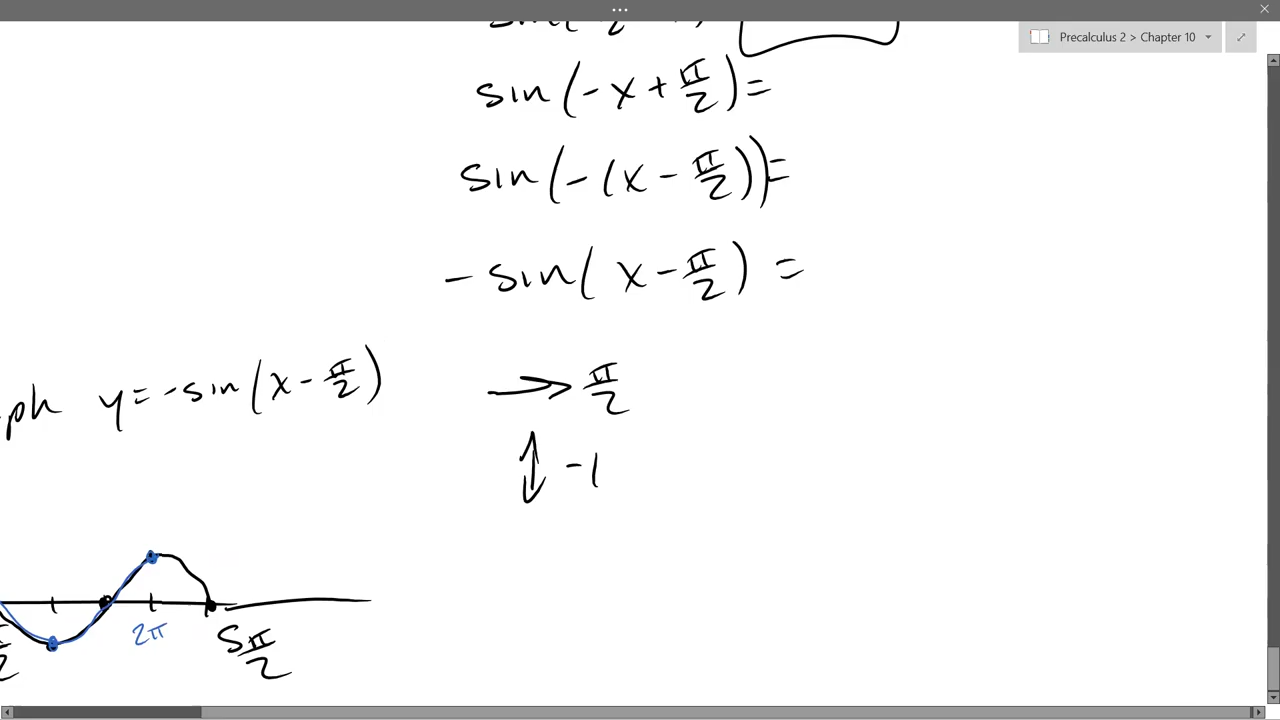 Precalculus 2 > Chapter 10
sin(-x+π/2)=
sin(-(x-π/2))=
-sin(x-π/2) =
ph y=-sin(x-π/2)
→ π/2
↕ -1
2π
5π/2